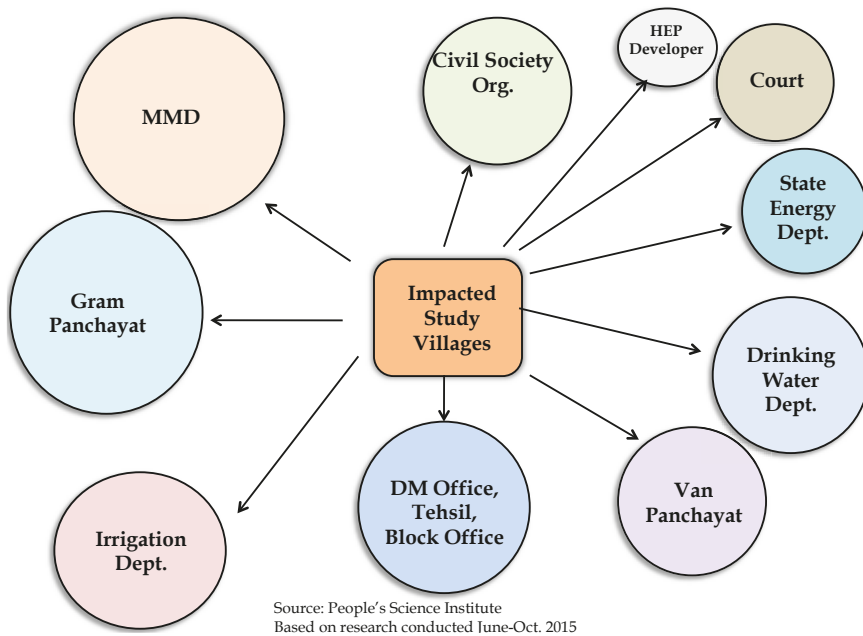 HEP
Developer
Civil Society
Org.
Court
MMD
State
Energy
Dept.
Impacted
Study
Villages
Gram
Panchayat
Drinking
Water
Dept.
DM Office,
Tehsil,
Block Office
Van
Panchayat
Irrigation
Dept.
Source: People’s Science Institute
Based on research conducted June-Oct. 2015